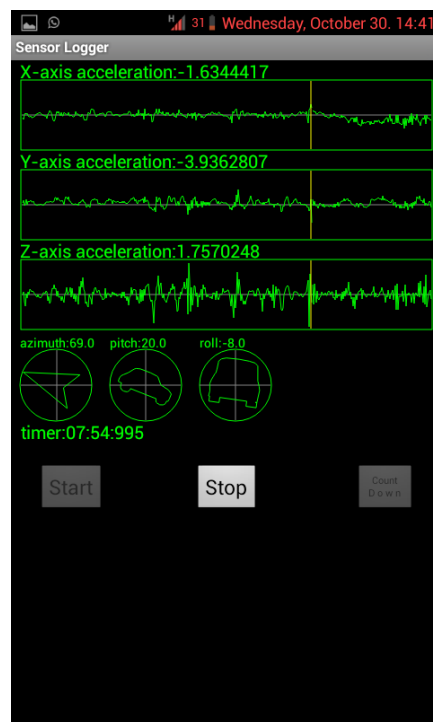 H 31 Wednesday, October 30. 14:41
Sensor Logger
X-axis acceleration:-1.6344417
Y-axis acceleration:-3.9362807
Z-axis acceleration:1.7570248
azimuth:69.0 pitch:20.0 roll:-8.0
timer:07:54:995
Start Stop Count
Down